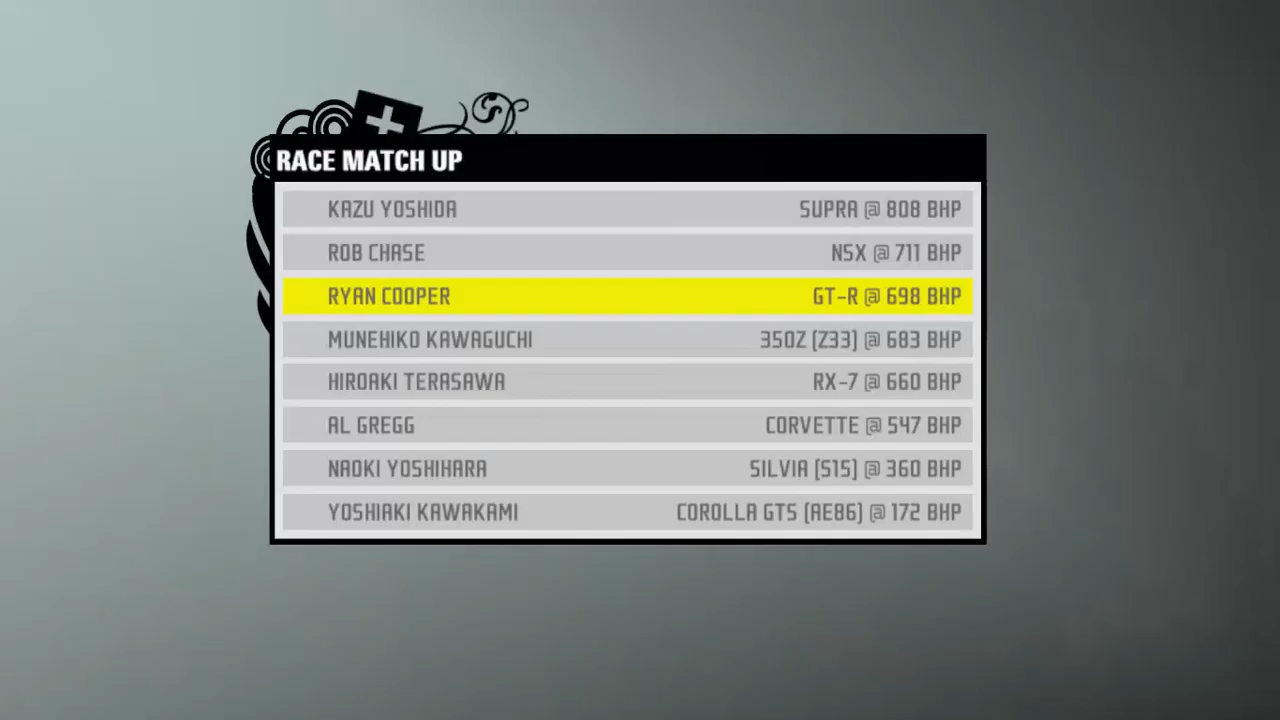 RACE MATCH UP
KAZU YOSHIDA SUPRA @ 808 BHP
ROB CHASE NSX @ 711 BHP
RYAN COOPER GT-R @ 698 BHP
MUNEHIKO KAWAGUCHI 350Z [Z33] @ 683 BHP
HIROAKI TERASAWA RX-7 @ 660 BHP
AL GREGG CORVETTE @ 547 BHP
NAOKI YOSHIHARA SILVIA [S15] @ 360 BHP
YOSHIAKI KAWAKAMI COROLLA GTS [AE86] @ 172 BHP